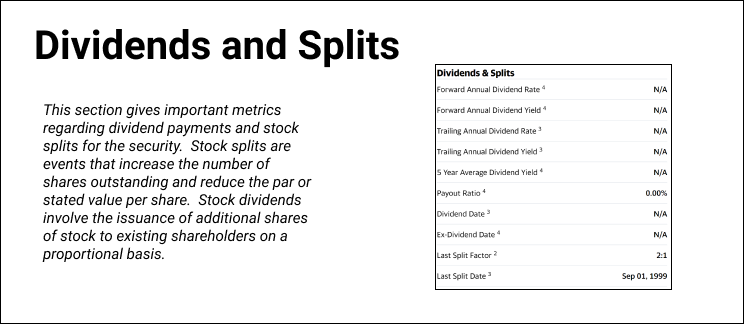 Dividends and Splits
This section gives important metrics
regarding dividend payments and stock
splits for the security.  Stock splits are
events that increase the number of
shares outstanding and reduce the par or
stated value per share.  Stock dividends
involve the issuance of additional shares
of stock to existing shareholders on a
proportional basis.
Dividends & Splits
Forward Annual Dividend Rate 4 N/A
Forward Annual Dividend Yield 4 N/A
Trailing Annual Dividend Rate 3 N/A
Trailing Annual Dividend Yield 3 N/A
5 Year Average Dividend Yield 4 N/A
Payout Ratio 4 0.00%
Dividend Date 3 N/A
Ex-Dividend Date 4 N/A
Last Split Factor 2 2:1
Last Split Date 3 Sep 01, 1999